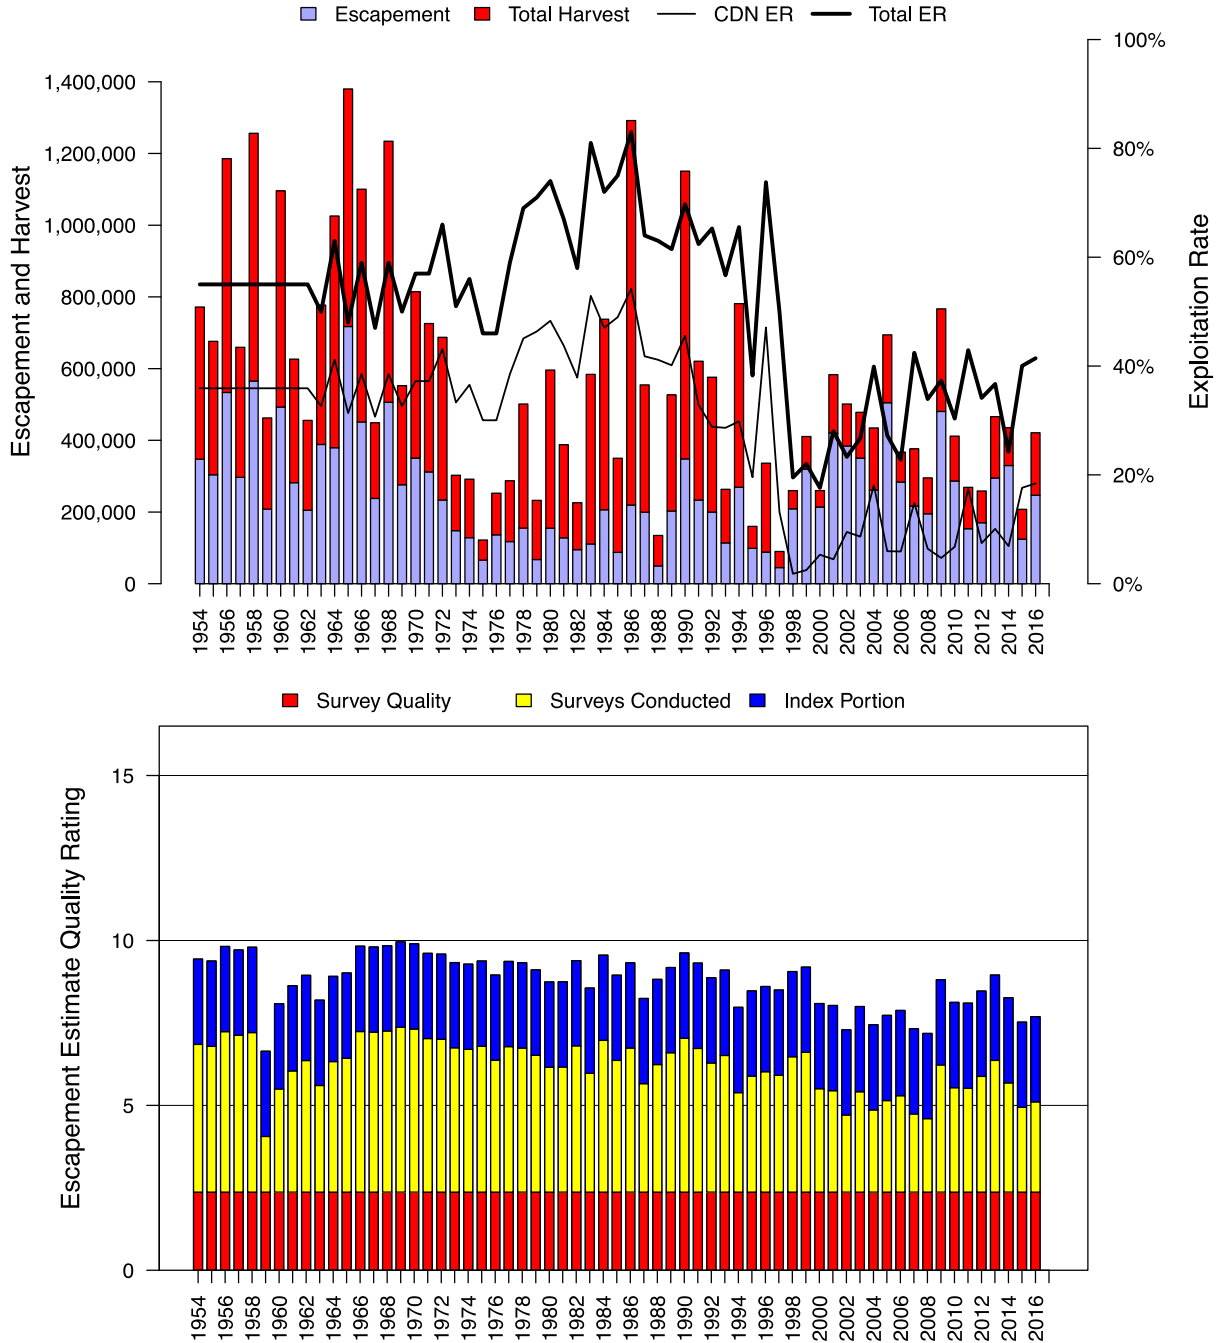 Escapement Total Harvest CDN ER Total ER
Escapement and Harvest
1,400,000
1,200,000
1,000,000
800,000
600,000
400,000
200,000
0
100%
80%
60%
40%
20%
0%
Exploitation Rate
1954 1956 1958 1960 1962 1964 1966 1968 1970 1972 1974 1976 1978 1980 1982 1984 1986 1988 1990 1992 1994 1996 1998 2000 2002 2004 2006 2008 2010 2012 2014 2016
Survey Quality Surveys Conducted Index Portion
Escapement Estimate Quality Rating
15
10
5
0
1954 1956 1958 1960 1962 1964 1966 1968 1970 1972 1974 1976 1978 1980 1982 1984 1986 1988 1990 1992 1994 1996 1998 2000 2002 2004 2006 2008 2010 2012 2014 2016